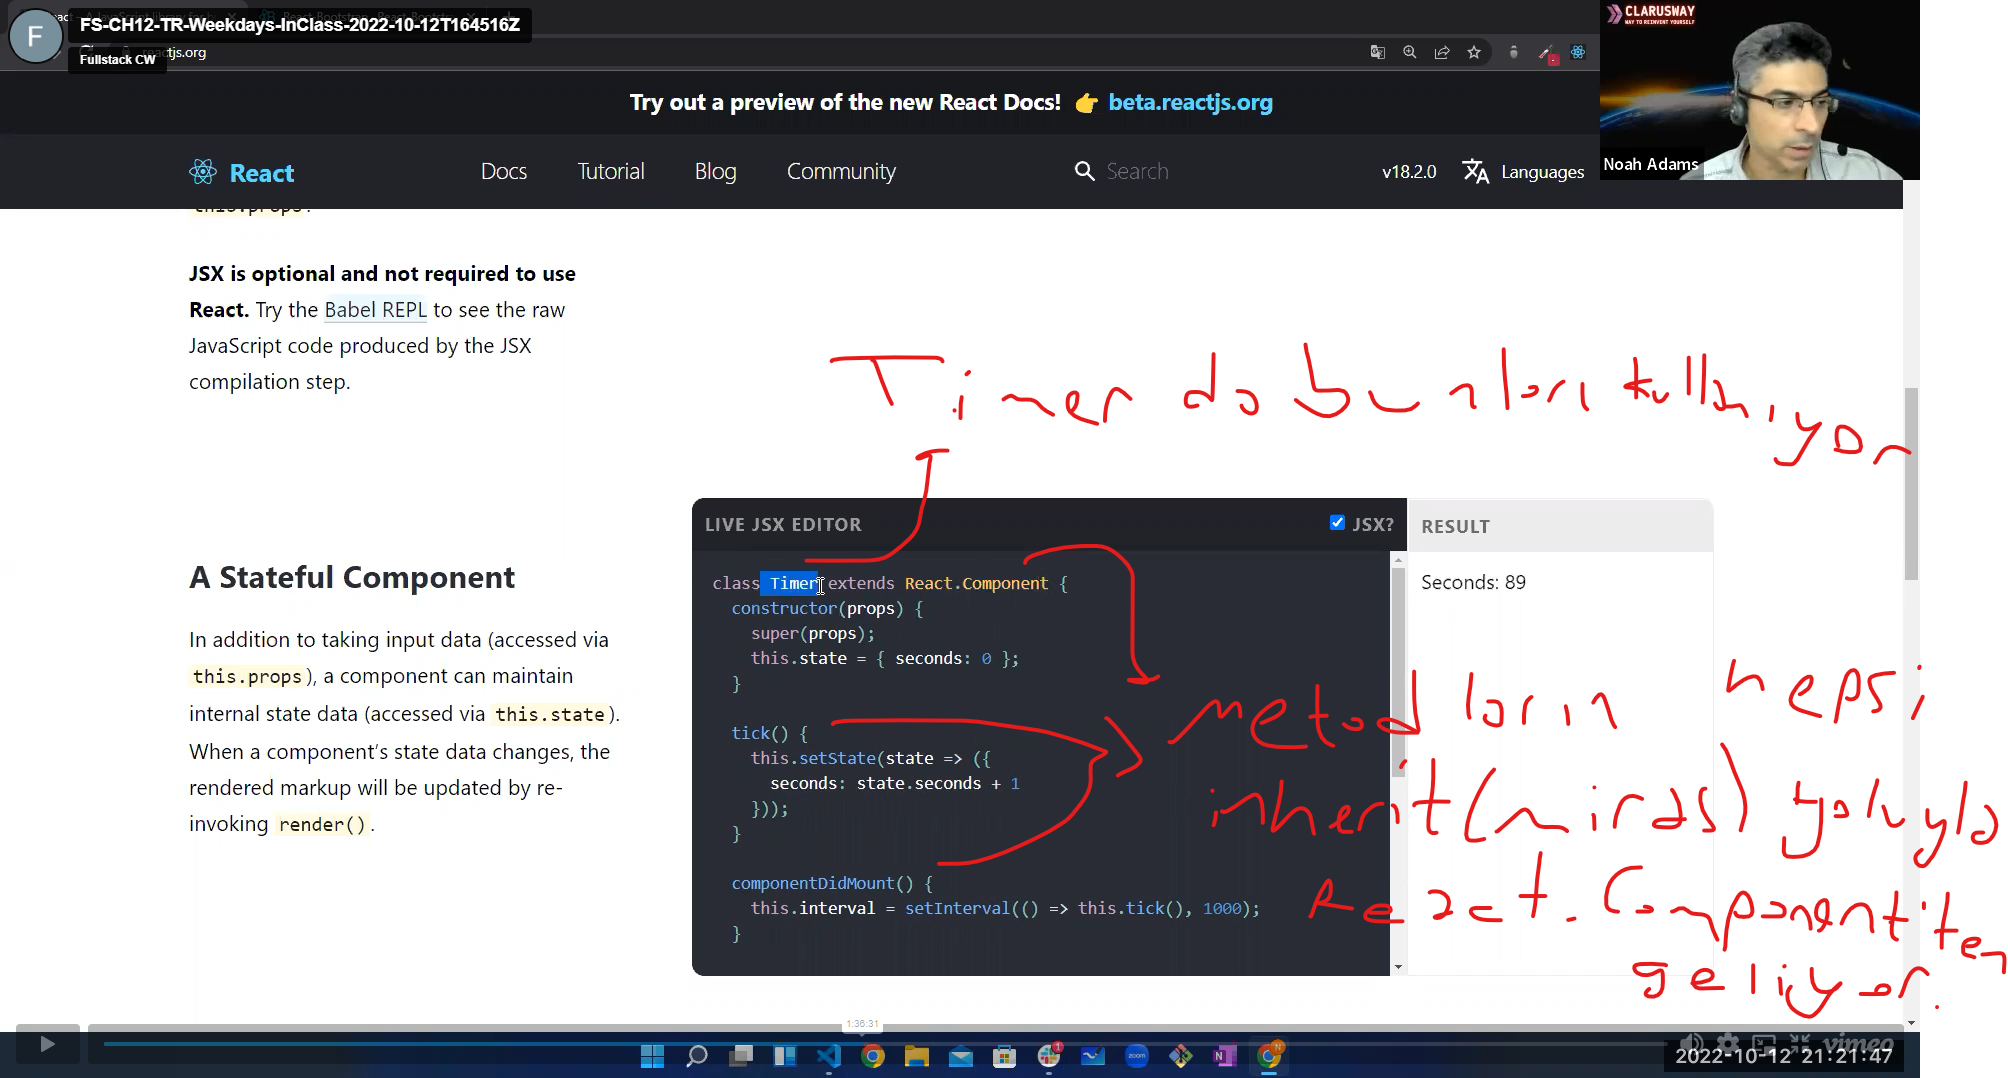 FS-CH12-TR-Weekdays-InClass-2022-10-12T164516Z
F
Fullstack CW
tjs.org
CLARUSWAY
WAY TO REINVENT YOURSELF
Noah Adams
Try out a preview of the new React Docs! 👉 beta.reactjs.org
React Docs Tutorial Blog Community Search v18.2.0 Languages
this.props.
JSX is optional and not required to use
React. Try the Babel REPL to see the raw
JavaScript code produced by the JSX
compilation step.
Timer da bunları kullanıyor
A Stateful Component
In addition to taking input data (accessed via
this.props), a component can maintain
internal state data (accessed via this.state).
When a component's state data changes, the
rendered markup will be updated by re-
invoking render().
LIVE JSX EDITOR JSX?
class Timer extends React.Component {
constructor(props) {
super(props);
this.state = { seconds: 0 };
}
tick() {
this.setState(state => ({
seconds: state.seconds + 1
}));
}
componentDidMount() {
this.interval = setInterval(() => this.tick(), 1000);
}
RESULT
Seconds: 89
metodların hepsi
inherit(miras) yoluyla
React.Componentten
geliyor.
1:36:31
vimeo
2022-10-12 21:21:47